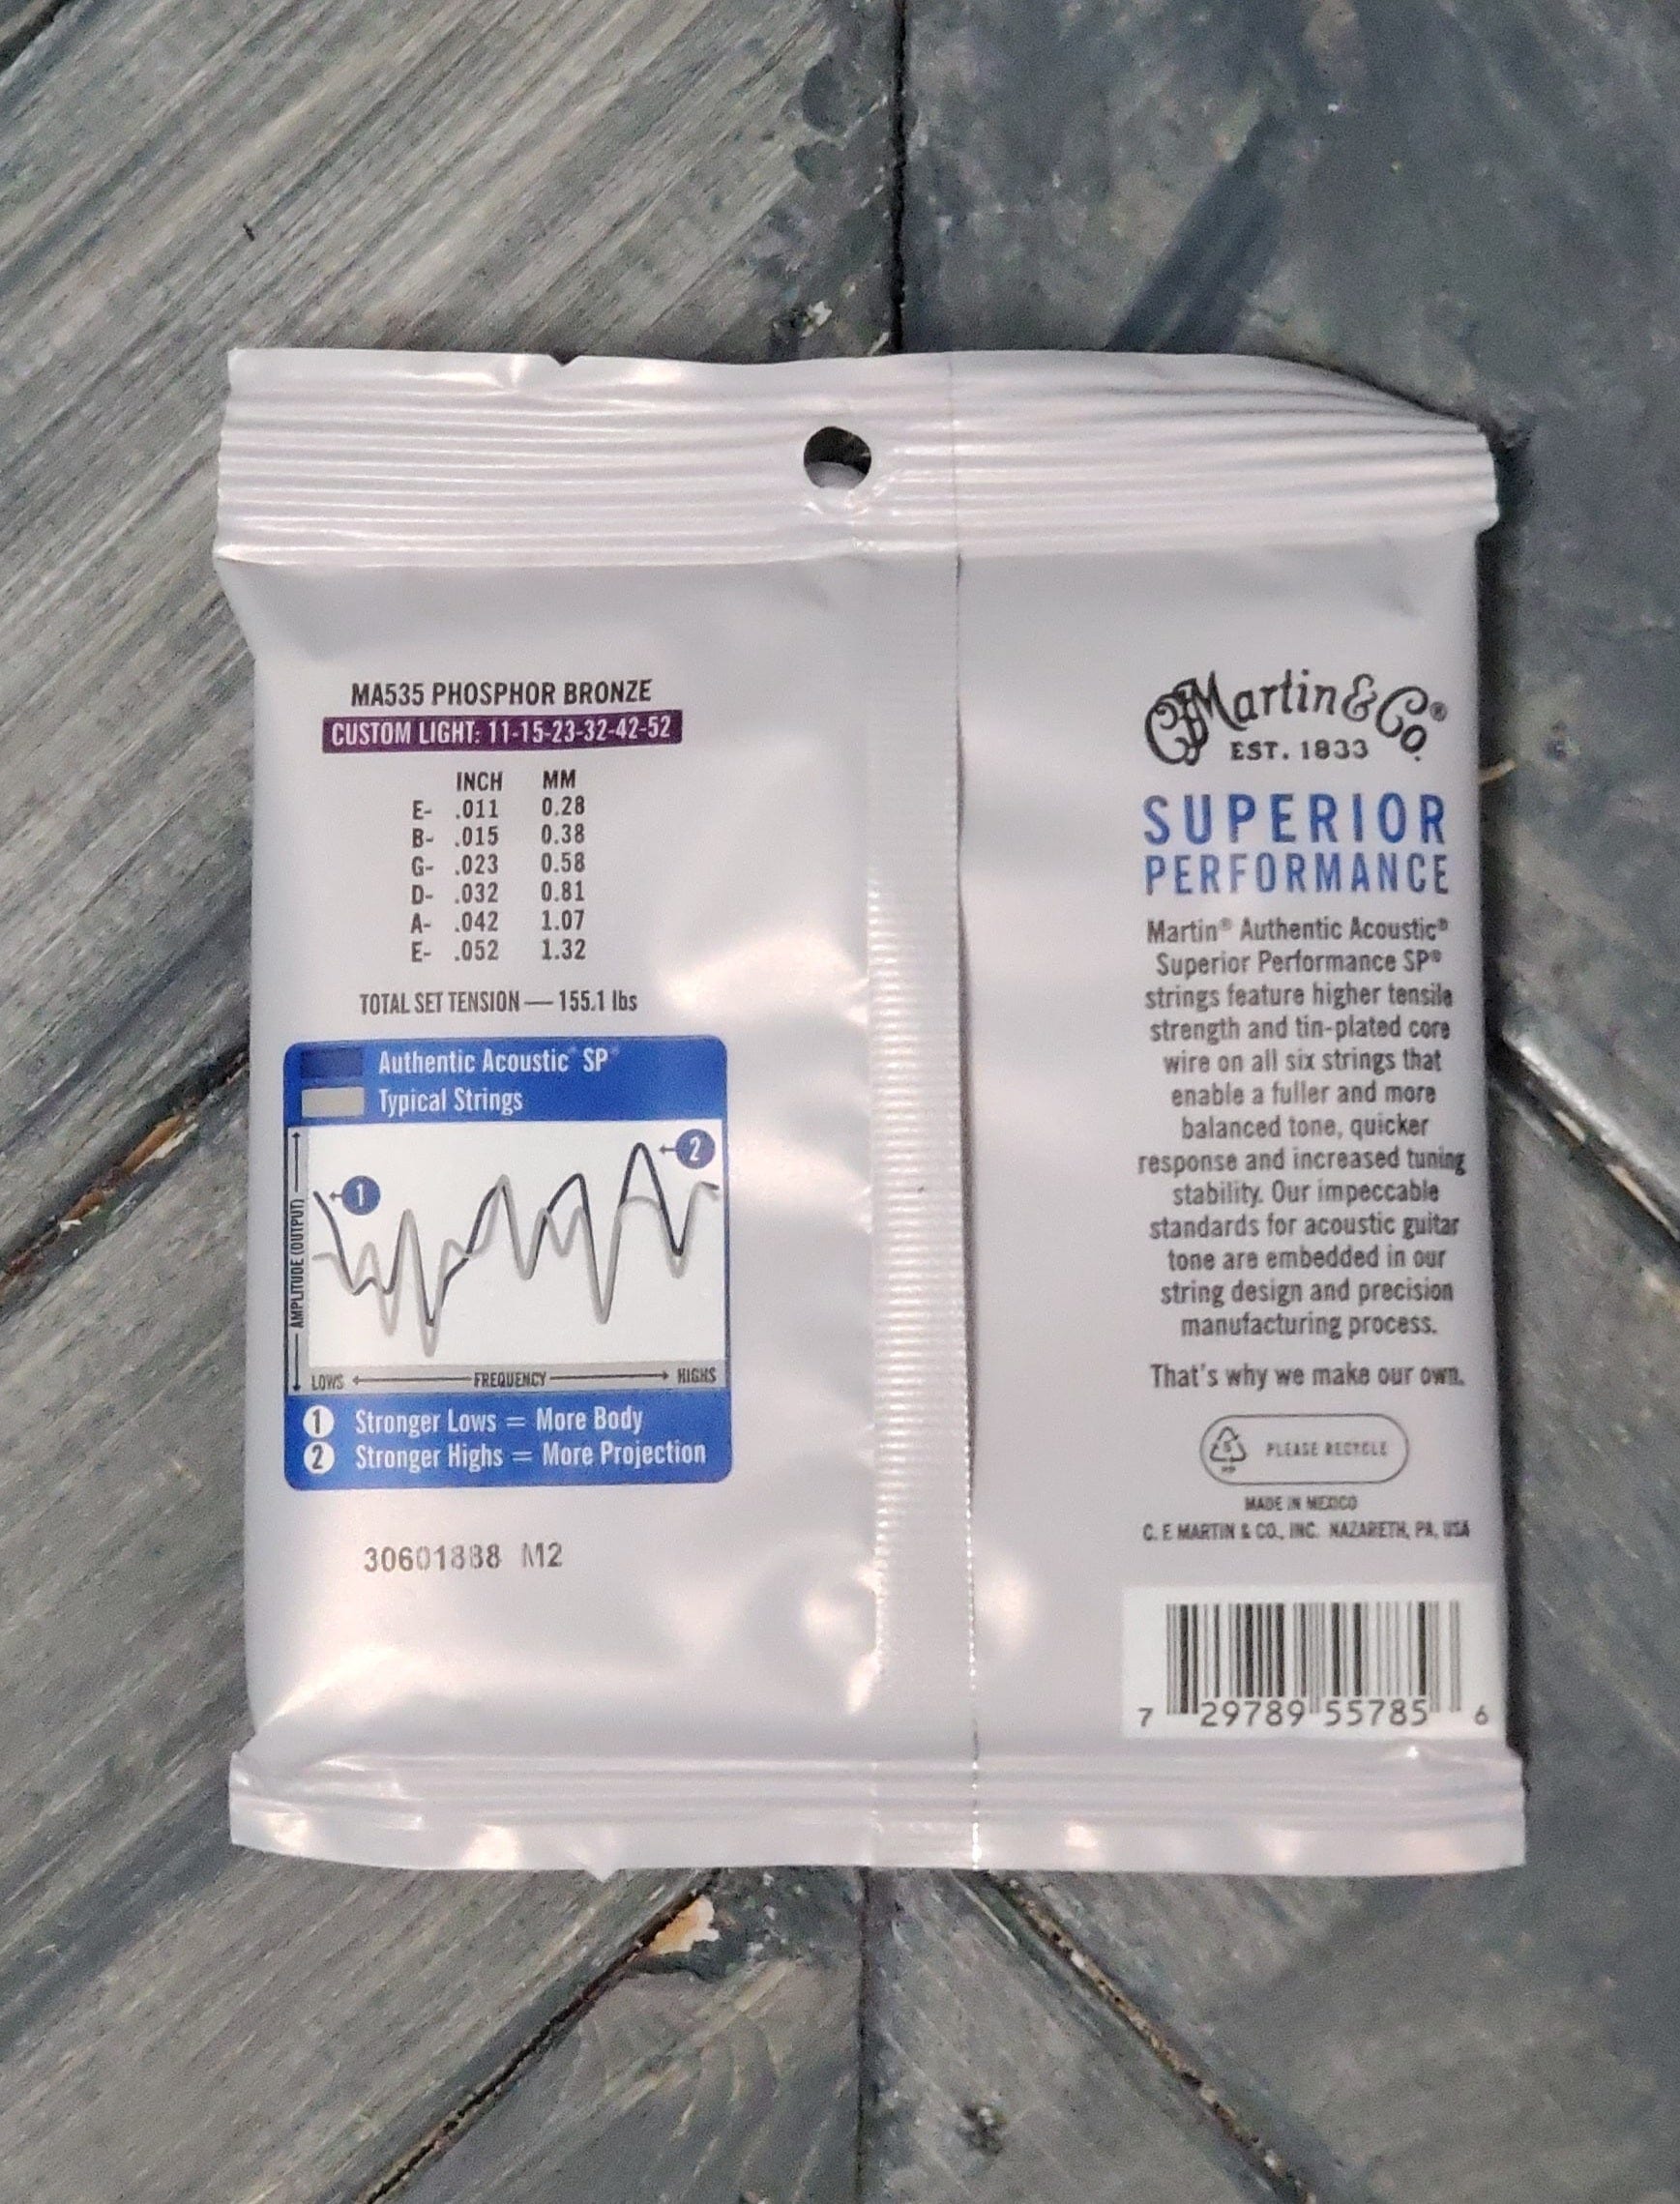 MA535 PHOSPHOR BRONZE
CUSTOM LIGHT: 11-15-23-32-42-52
INCH MM
E- .011 0.28
B- .015 0.38
G- .023 0.58
D- .032 0.81
A- .042 1.07
E- .052 1.32
TOTAL SET TENSION — 155.1 lbs
Authentic Acoustic® SP®
Typical Strings
1
2
AMPLITUDE (OUTPUT)
LOWS FREQUENCY HIGHS
1 Stronger Lows = More Body
2 Stronger Highs = More Projection
30601888 M2
CF Martin & Co.®
EST. 1833
SUPERIOR
PERFORMANCE
Martin® Authentic Acoustic®
Superior Performance SP®
strings feature higher tensile
strength and tin-plated core
wire on all six strings that
enable a fuller and more
balanced tone, quicker
response and increased tuning
stability. Our impeccable
standards for acoustic guitar
tone are embedded in our
string design and precision
manufacturing process.
That's why we make our own.
5
PP
PLEASE RECYCLE
MADE IN MEXICO
C. F. MARTIN & CO., INC. NAZARETH, PA, USA
7 29789 55785 6